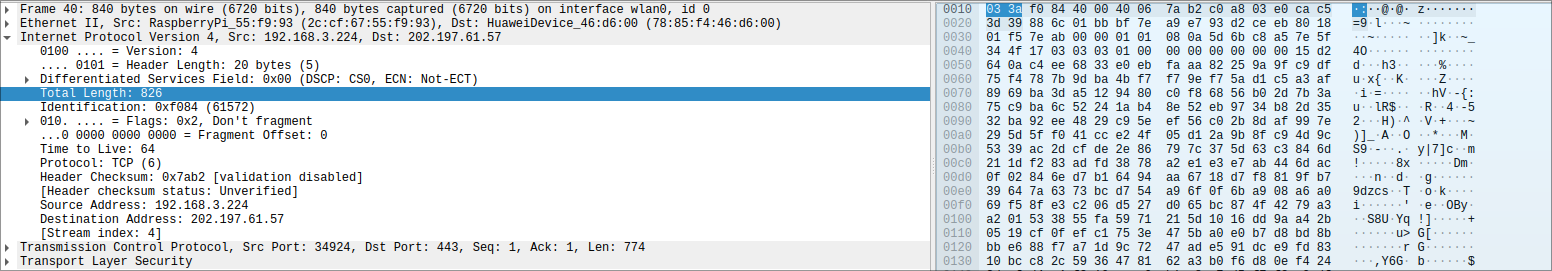 Frame 40: 840 bytes on wire (6720 bits), 840 bytes captured (6720 bits) on interface wlan0, id 0
Ethernet II, Src: RaspberryPi_55:f9:93 (2c:cf:67:55:f9:93), Dst: HuaweiDevice_46:d6:00 (78:85:f4:46:d6:00)
Internet Protocol Version 4, Src: 192.168.3.224, Dst: 202.197.61.57
0100 .... = Version: 4
.... 0101 = Header Length: 20 bytes (5)
Differentiated Services Field: 0x00 (DSCP: CS0, ECN: Not-ECT)
Total Length: 826
Identification: 0xf084 (61572)
010. .... = Flags: 0x2, Don't fragment
...0 0000 0000 0000 = Fragment Offset: 0
Time to Live: 64
Protocol: TCP (6)
Header Checksum: 0x7ab2 [validation disabled]
[Header checksum status: Unverified]
Source Address: 192.168.3.224
Destination Address: 202.197.61.57
[Stream index: 4]
Transmission Control Protocol, Src Port: 34924, Dst Port: 443, Seq: 1, Ack: 1, Len: 774
Transport Layer Security
0010 03 3a f0 84 40 00 40 06 7a b2 c0 a8 03 e0 ca c5 ·:··@·@· z·······
0020 3d 39 88 6c 01 bb bf 7e a9 e7 93 d2 ce eb 80 18 =9·l···~ ········
0030 01 f5 7e ab 00 00 01 01 08 0a 5d 6b c8 a5 7e 5f ··~····· ··]k··~_
0040 34 4f 17 03 03 03 01 00 00 00 00 00 00 00 15 d2 4O······ ········
0050 64 0a c4 ee 68 33 e0 eb fa aa 82 25 9a 9f c9 df d···h3·· ···%····
0060 75 f4 78 7b 9d ba 4b f7 f7 9e f7 5a d1 c5 a3 af u·x{··K· ···Z····
0070 89 69 ba 3d a5 12 94 80 c0 f8 68 56 b0 2d 7b 3a ·i·=···· ··hV·-{:
0080 75 c9 ba 6c 52 24 1a b4 8e 52 eb 97 34 b8 2d 35 u··lR$·· ·R··4·-5
0090 32 ba 92 ee 48 29 c9 5e ef 56 c0 2b 8d af 99 7e 2···H)·^ ·V·+···~
00a0 29 5d 5f f0 41 cc e2 4f 05 d1 2a 9b 8f c9 4d 9c )]_·A··O ··*···M·
00b0 53 39 ac 2d cf de 2e 86 79 7c 37 5d 63 c3 84 6d S9·-··.· y|7]c··m
00c0 21 1d f2 83 ad fd 38 78 a2 e1 e3 e7 ab 44 6d ac !·····8x ·····Dm·
00d0 0f 02 84 6e d7 b1 64 94 aa 67 18 d7 f8 81 9f b7 ···n··d· ·g······
00e0 39 64 7a 63 73 bc d7 54 a9 6f 0f 6b a9 08 a6 a0 9dzcs··T ·o·k····
00f0 69 f5 8f e3 c2 06 d5 27 d0 65 bc 87 4f 42 79 a3 i······' ·e··OBy·
0100 a2 01 53 38 55 fa 59 71 21 5d 10 16 dd 9a a4 2b ··S8U·Yq !]·····+
0110 05 19 cf 0f ef c1 75 3e 47 5b a0 e0 b7 d8 bd 8b ······u> G[······
0120 bb e6 88 f7 a7 1d 9c 72 47 ad e5 91 dc e9 fd 83 ·······r G·······
0130 10 bc c8 2c 59 36 47 81 62 a3 b0 f6 d8 0e f4 24 ···,Y6G· b······$